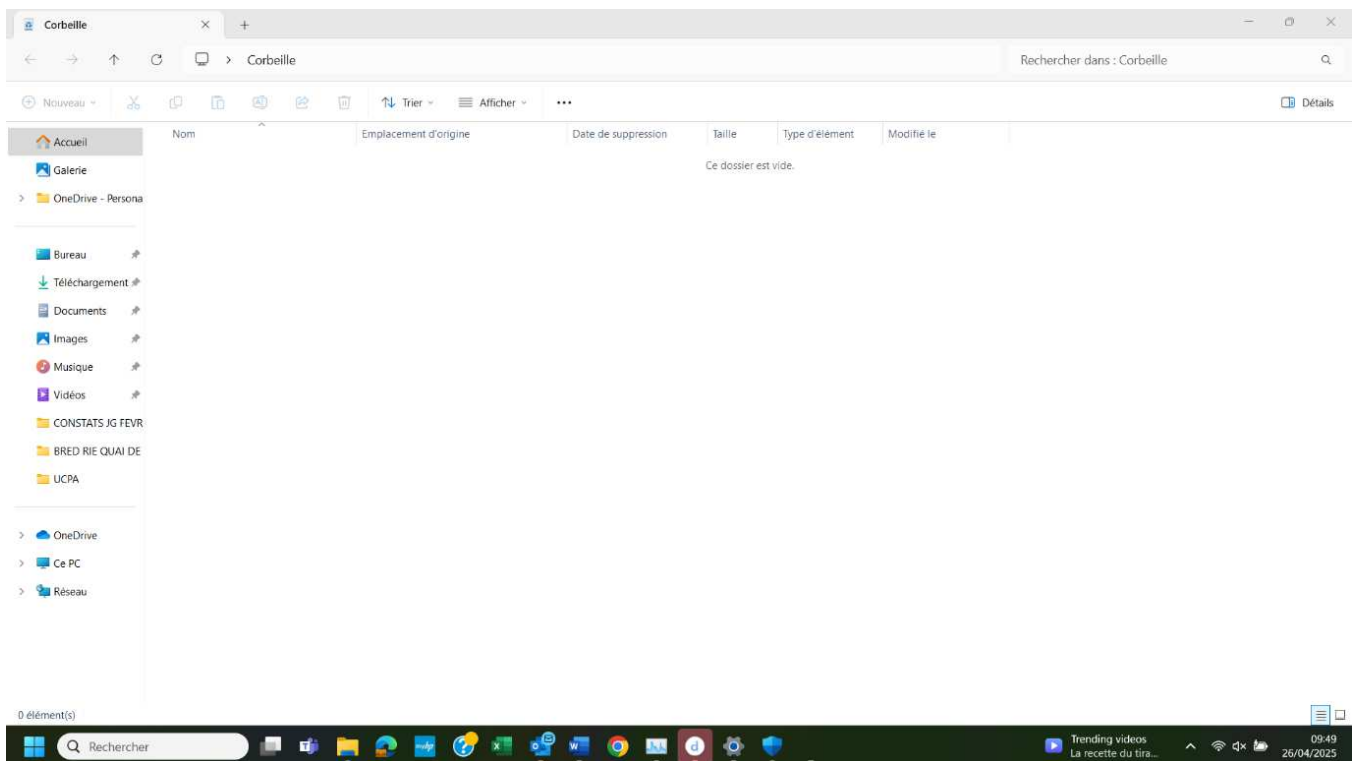 Corbeille
Corbeille
Rechercher dans : Corbeille
Nouveau
Trier
Afficher
Détails
Nom
Emplacement d'origine
Date de suppression
Taille
Type d'élément
Modifié le
Ce dossier est vide.
Accueil
Galerie
OneDrive - Persona
Bureau
Téléchargement
Documents
Images
Musique
Vidéos
CONSTATS JG FEVR
BRED RIE QUAI DE
UCPA
OneDrive
Ce PC
Réseau
0 élément(s)
Rechercher
Trending videos
La recette du tira...
09:49
26/04/2025